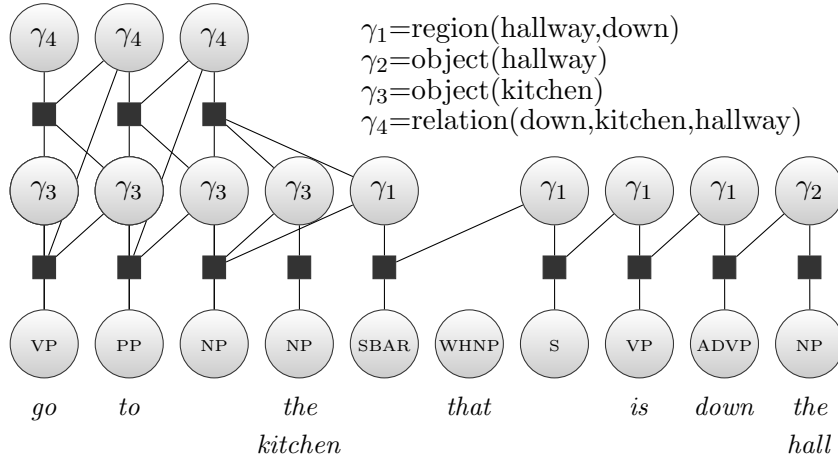 γ4 γ4 γ4
γ1=region(hallway,down)
γ2=object(hallway)
γ3=object(kitchen)
γ4=relation(down,kitchen,hallway)
γ3 γ3 γ3 γ3 γ1 γ1 γ1 γ1 γ2
VP PP NP NP SBAR WHNP S VP ADVP NP
go to the that is down the
kitchen hall